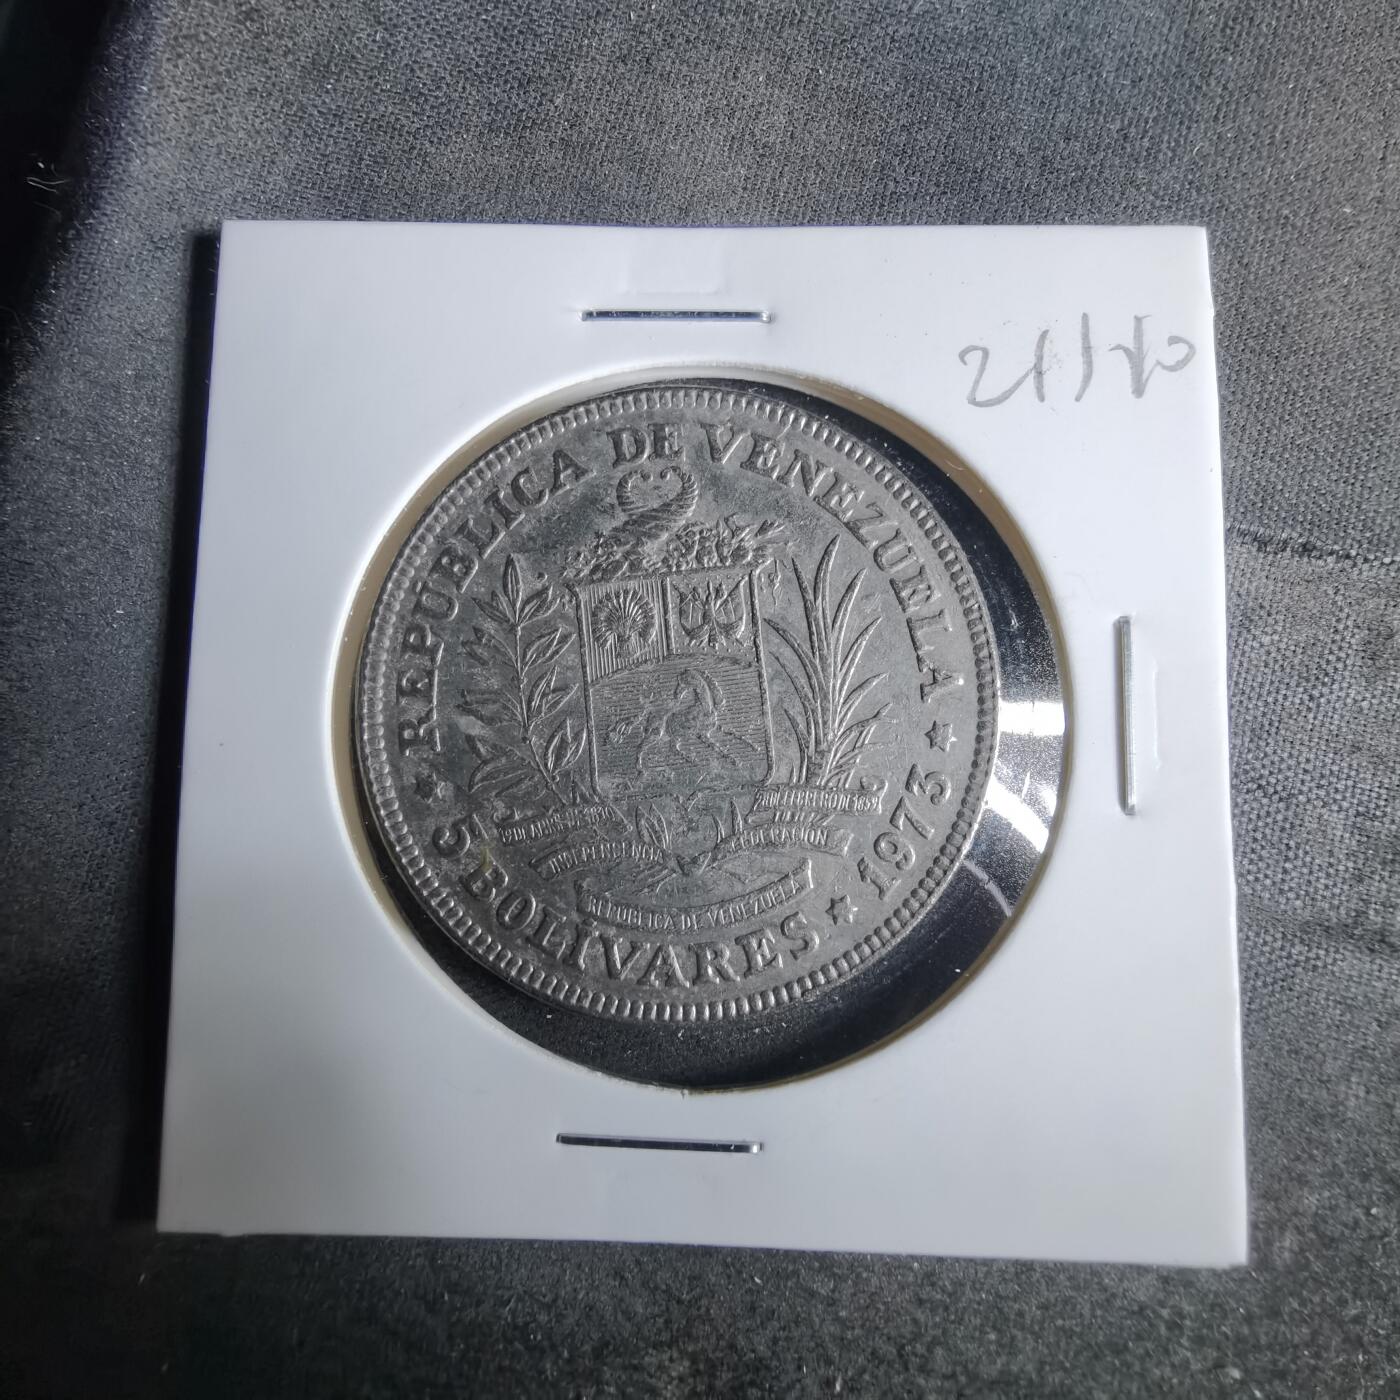 REPUBLICA DE VENEZUELA
5 BOLIVARES ★ 1973
19 DE ABRIL DE 1810
28 DE FEBRERO DE 1859
INDEPENDENCIA
FEDERACION
REPUBLICA DE VENEZUELA